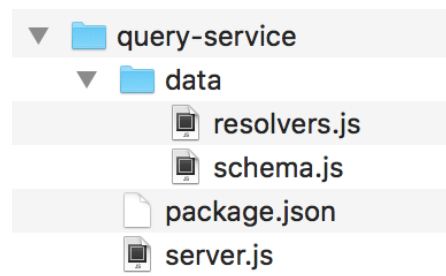 query-service
data
resolvers.js
schema.js
package.json
server.js